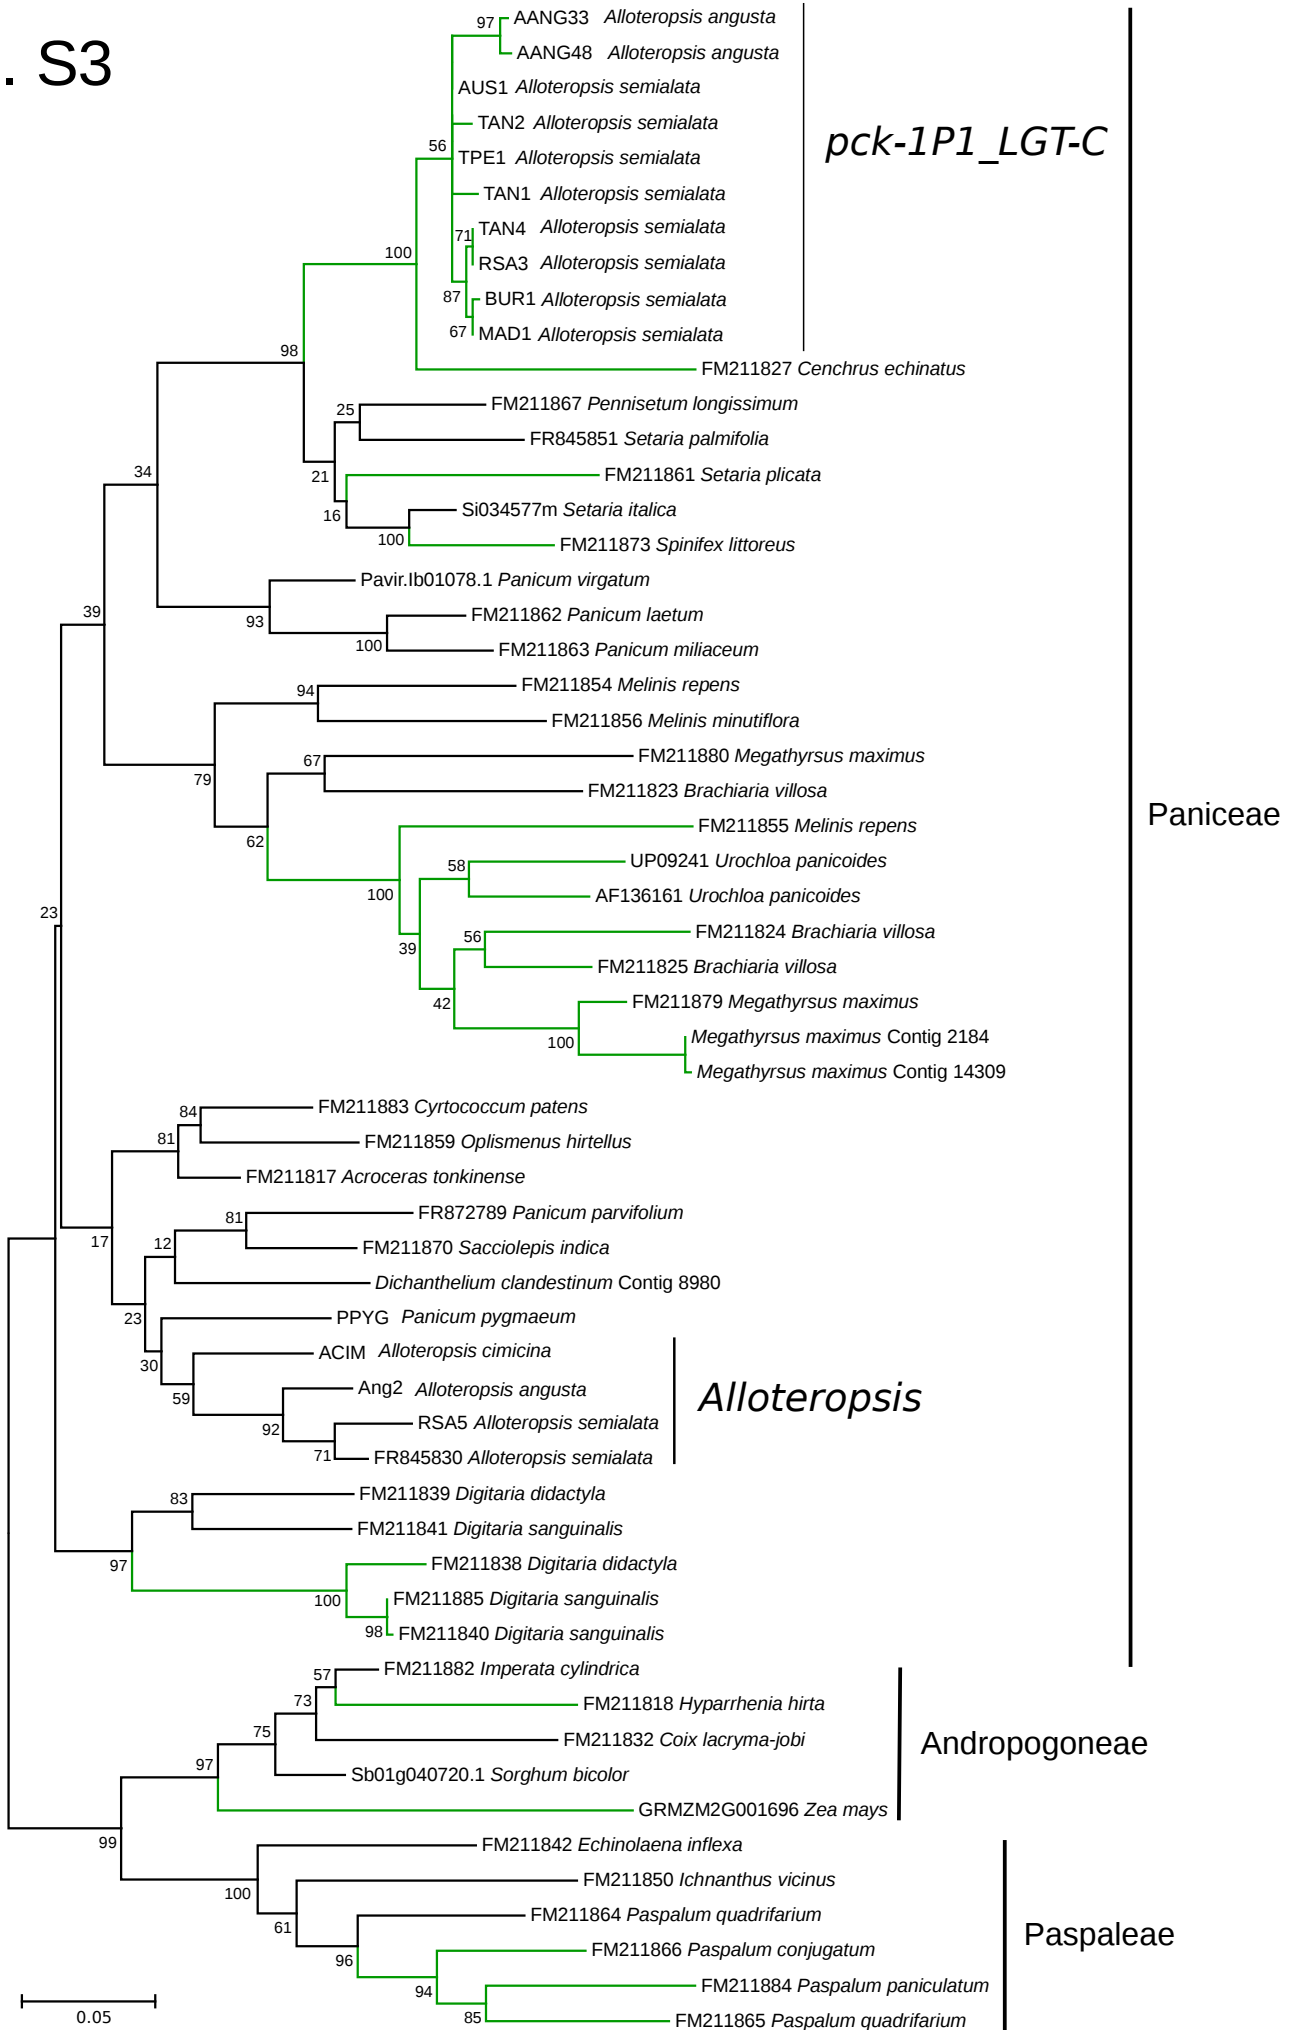 . S3
97
AANG33 Alloteropsis angusta
AANG48 Alloteropsis angusta
AUS1 Alloteropsis semialata
TAN2 Alloteropsis semialata
pck-1P1_LGT-C
56
TPE1 Alloteropsis semialata
TAN1 Alloteropsis semialata
71
TAN4 Alloteropsis semialata
100
RSA3 Alloteropsis semialata
87
BUR1 Alloteropsis semialata
67
MAD1 Alloteropsis semialata
98
FM211827 Cenchrus echinatus
25
FM211867 Pennisetum longissimum
FR845851 Setaria palmifolia
34
21
FM211861 Setaria plicata
16
Si034577m Setaria italica
100
FM211873 Spinifex littoreus
Pavir.Ib01078.1 Panicum virgatum
39
93
FM211862 Panicum laetum
100
FM211863 Panicum miliaceum
94
FM211854 Melinis repens
FM211856 Melinis minutiflora
79
67
FM211880 Megathyrsus maximus
FM211823 Brachiaria villosa
Paniceae
62
FM211855 Melinis repens
58
UP09241 Urochloa panicoides
100
AF136161 Urochloa panicoides
23
39
56
FM211824 Brachiaria villosa
FM211825 Brachiaria villosa
42
FM211879 Megathyrsus maximus
100
Megathyrsus maximus Contig 2184
Megathyrsus maximus Contig 14309
84
FM211883 Cyrtococcum patens
81
FM211859 Oplismenus hirtellus
FM211817 Acroceras tonkinense
17
81
FR872789 Panicum parvifolium
12
FM211870 Sacciolepis indica
Dichanthelium clandestinum Contig 8980
23
PPYG Panicum pygmaeum
30
ACIM Alloteropsis cimicina
59
Ang2 Alloteropsis angusta
Alloteropsis
92
RSA5 Alloteropsis semialata
71
FR845830 Alloteropsis semialata
83
FM211839 Digitaria didactyla
FM211841 Digitaria sanguinalis
97
FM211838 Digitaria didactyla
100
FM211885 Digitaria sanguinalis
98
FM211840 Digitaria sanguinalis
57
FM211882 Imperata cylindrica
73
FM211818 Hyparrhenia hirta
75
FM211832 Coix lacryma-jobi
Andropogoneae
97
Sb01g040720.1 Sorghum bicolor
GRMZM2G001696 Zea mays
99
FM211842 Echinolaena inflexa
100
FM211850 Ichnanthus vicinus
61
FM211864 Paspalum quadrifarium
Paspaleae
96
FM211866 Paspalum conjugatum
94
FM211884 Paspalum paniculatum
85
FM211865 Paspalum quadrifarium
0.05